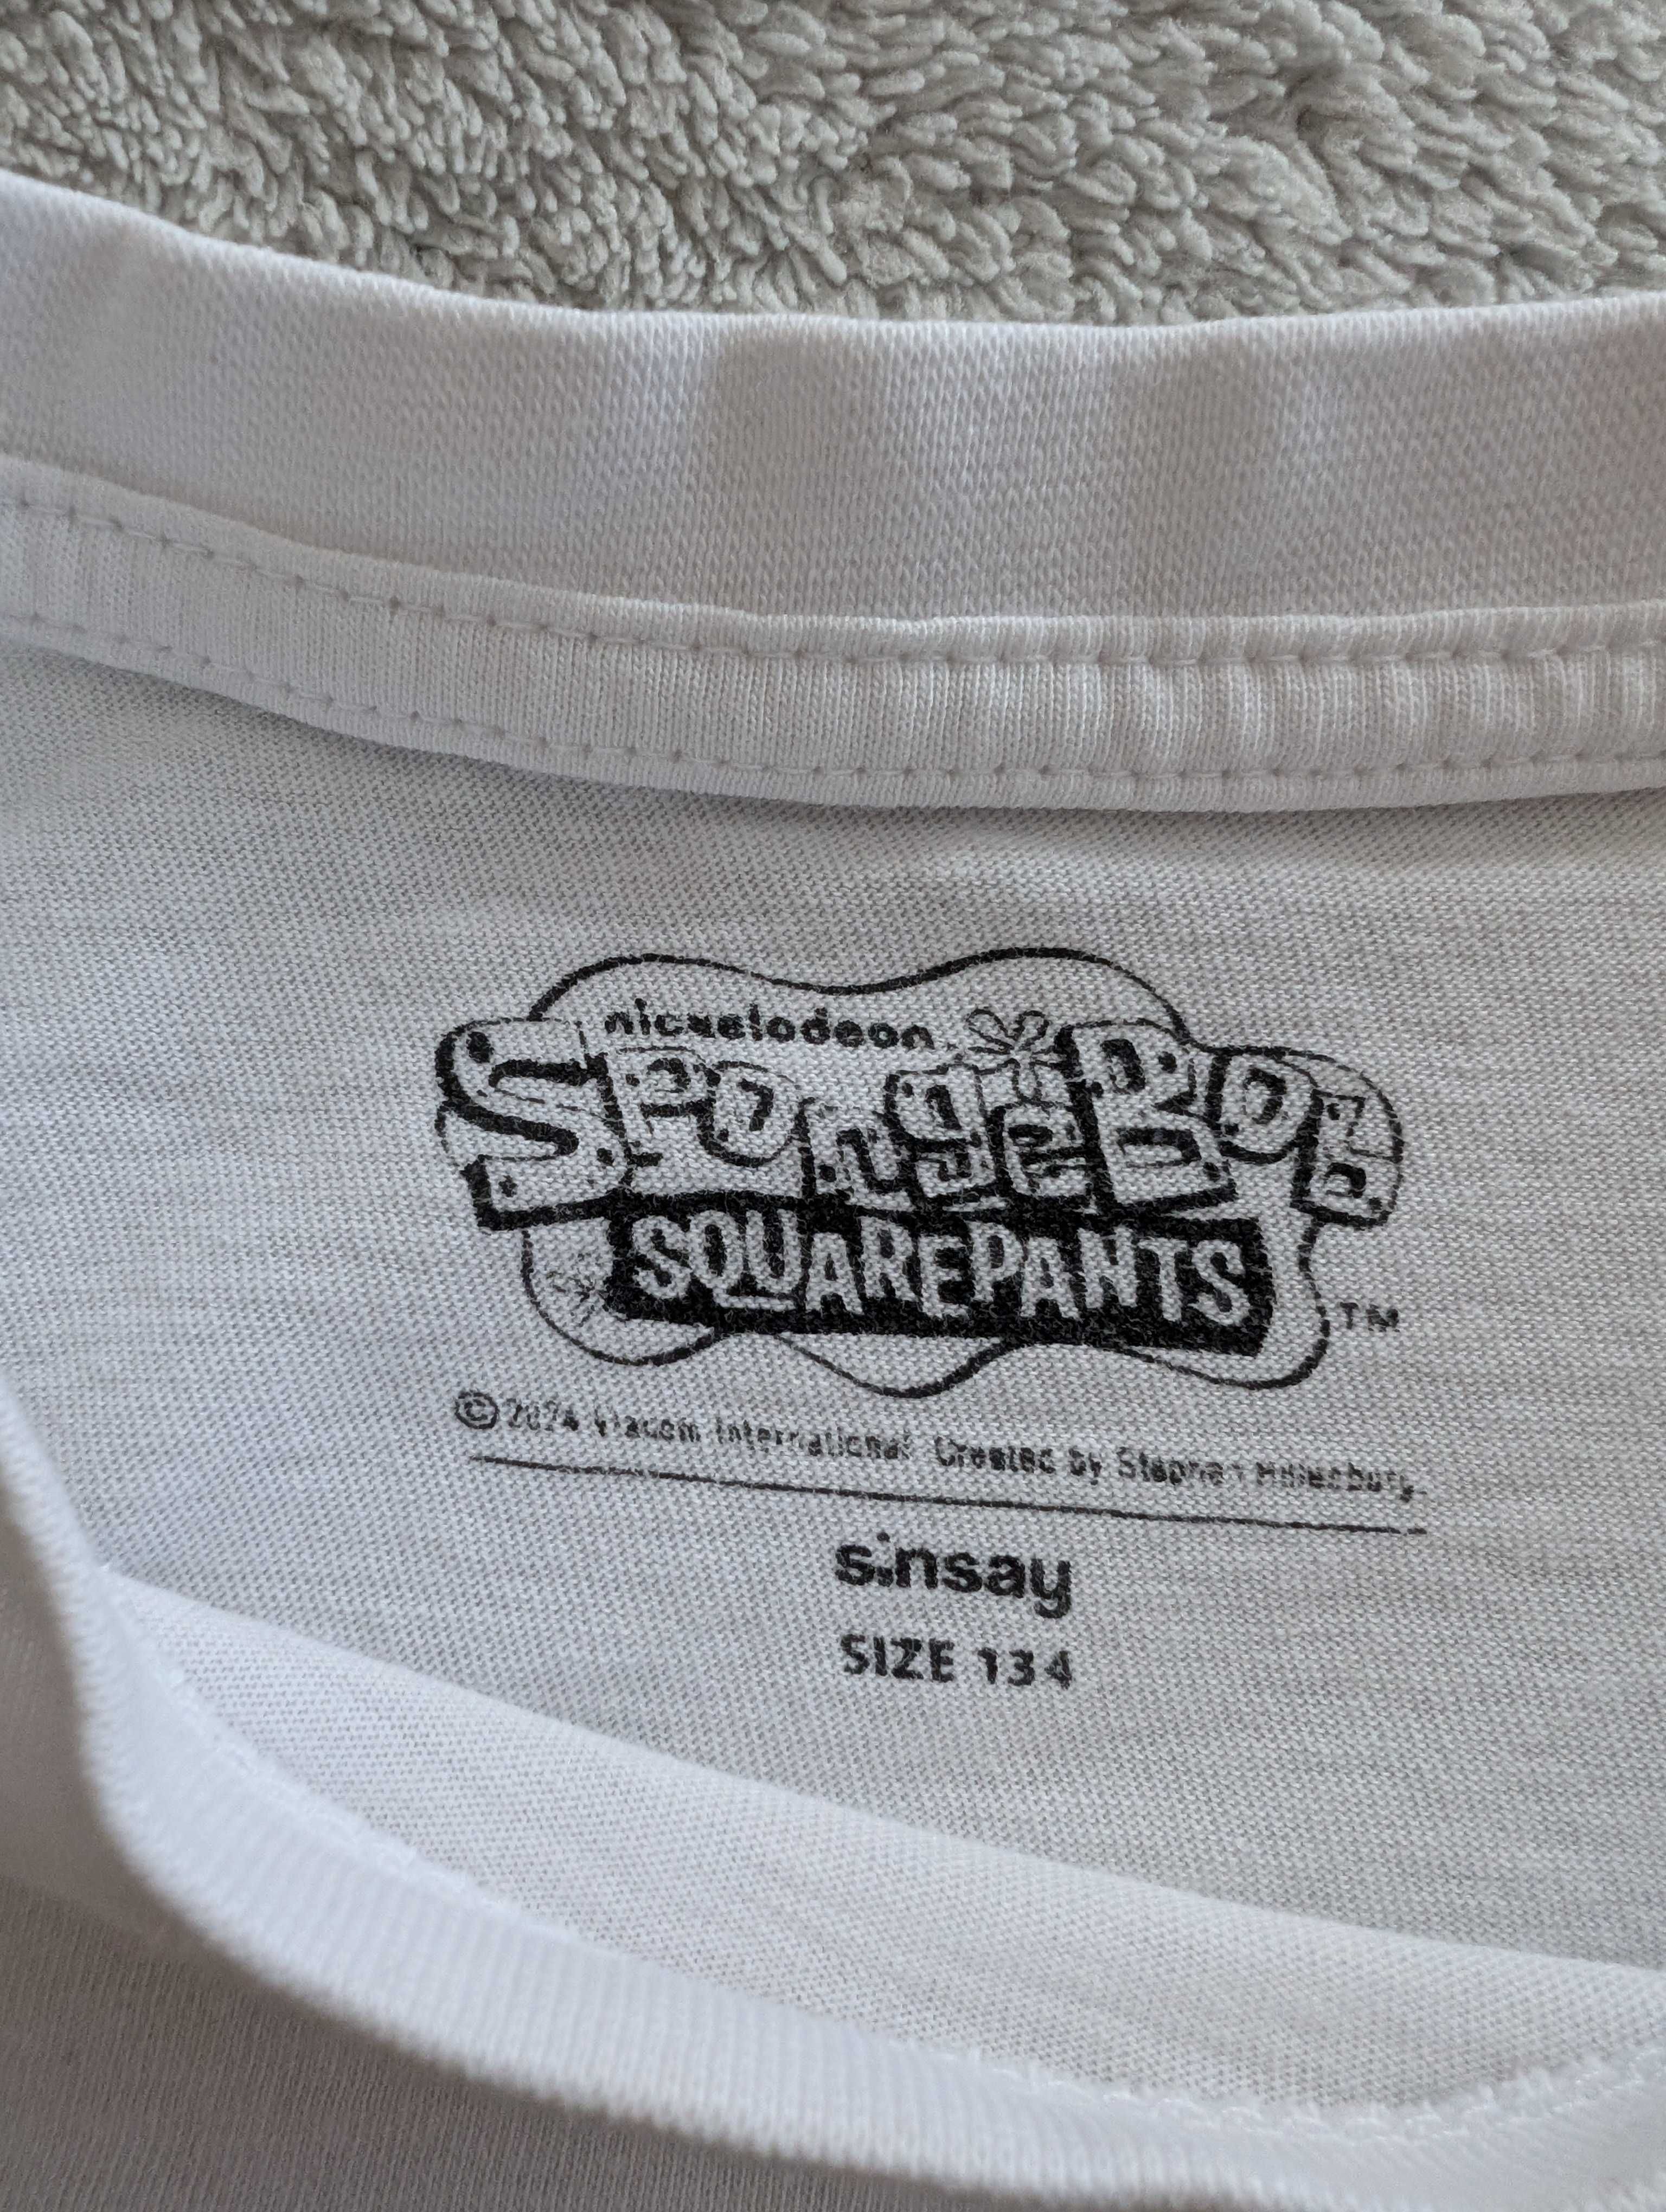 nickelodeon
SPONGEBOB
SQUAREPANTS
TM
©2024 Viacom International. Created by Stephen Hillenburg.
sinsay
SIZE 134